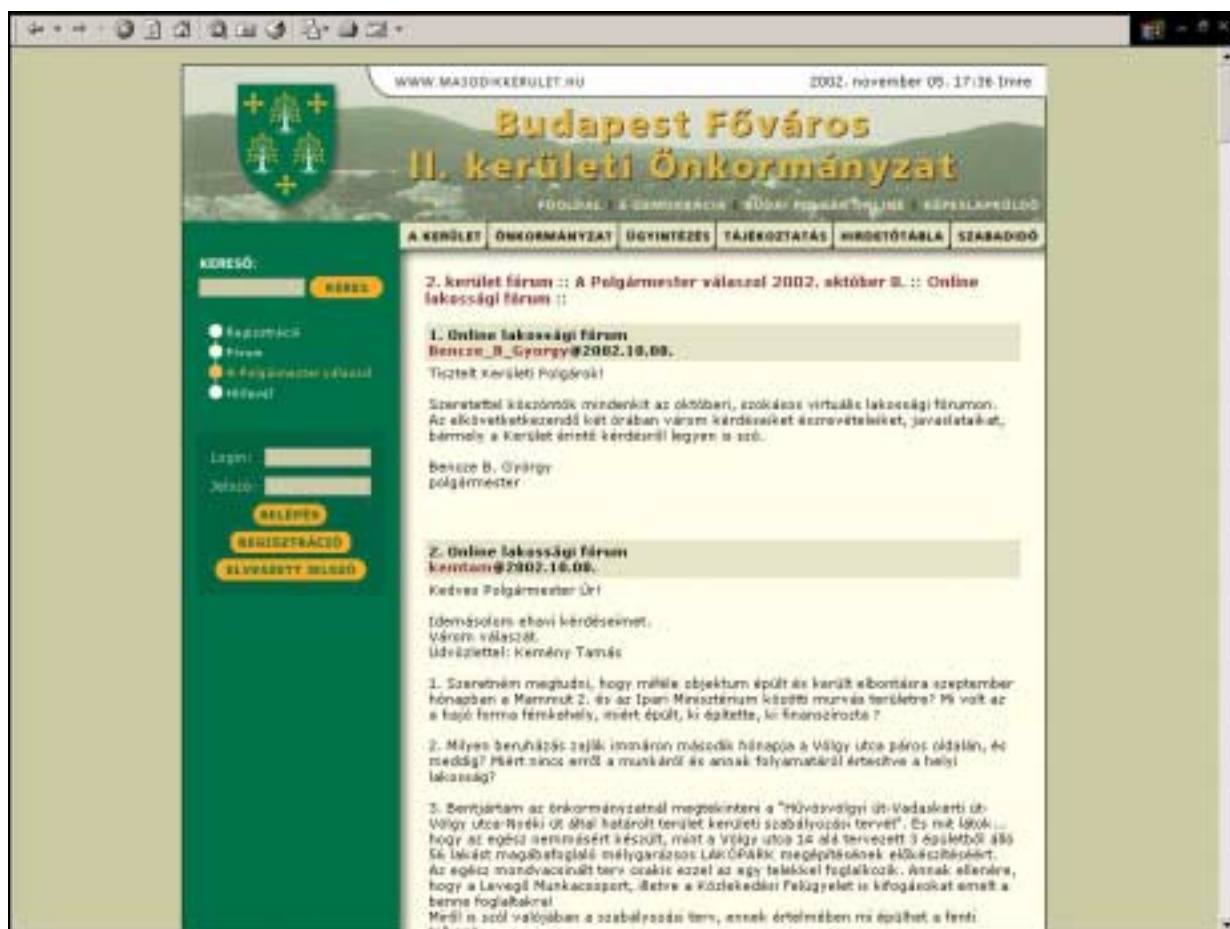 WWW.MASODIKKERULET.HU
2002. november 05. 17:36 Imre
Budapest Főváros
II. kerületi Önkormányzat
FŐOLDAL | E-DEMOKRÁCIA | BUDAI POLGÁR ONLINE | KÉPESLAPKÜLDŐ
A KERÜLET
ÖNKORMÁNYZAT
ÜGYINTÉZÉS
TÁJÉKOZTATÁS
HIRDETŐTÁBLA
SZABADIDŐ
KERESŐ:
KERES
Regisztráció
Fórum
A Polgármester válaszol
Hírlevél
Login:
Jelszó:
BELÉPÉS
REGISZTRÁCIÓ
ELVESZETT JELSZÓ
2. kerület fórum :: A Polgármester válaszol 2002. október 8. :: Online
lakossági fórum ::
1. Online lakossági fórum
Bencze_B_Gyorgy@2002.10.08.
Tisztelt Kerületi Polgárok!
Szeretettel köszöntök mindenkit az októberi, szokásos virtuális lakossági fórumon.
Az elkövetketkezendő két órában várom kérdéseiket észrevételeiket, javaslataikat,
bármely a Kerület érintő kérdésről legyen is szó.
Bencze B. György
polgármester
2. Online lakossági fórum
kemtam@2002.10.08.
Kedves Polgármester Úr!
Idemásolom ehavi kérdéseimet.
Várom válaszát.
Üdvözlettel: Kemény Tamás
1. Szeretném megtudni, hogy miféle objektum épült és került elbontásra szeptember
hónapban a Mammut 2. és az Ipari Minisztérium közötti murvás területre? Mi volt az
a hajó forma fémkehely, miért épült, ki építette, ki finanszírozta ?
2. Milyen beruházás zajlik immáron második hónapja a Völgy utca páros oldalán, és
meddig? Miért nincs erről a munkáról és annak folyamatáról értesítve a helyi
lakosság?
3. Bentjártam az önkormányzatnál megtekinteni a "Hűvösvölgyi út-Vadaskerti út-
Völgy utca-Nyéki út által határolt terület kerületi szabályozási tervét". És mit látok...
hogy az egész nemmásért készült, mint a Völgy utca 14 alá tervezett 3 épületből álló
56 lakást magábafoglaló mélygarázsos LAKÓPARK megépítésének előkészítéséért.
Az egész mondvacsinált terv csakis ezzel az egy telekkel foglalkozik. Annak ellenére,
hogy a Levegő Munkacsoport, illetve a Közlekedési Felügyelet is kifogásokat emelt a
benne foglaltakra!
Miről is szól valójában a szabályozási terv, ennek értelmében mi épülhet a fenti